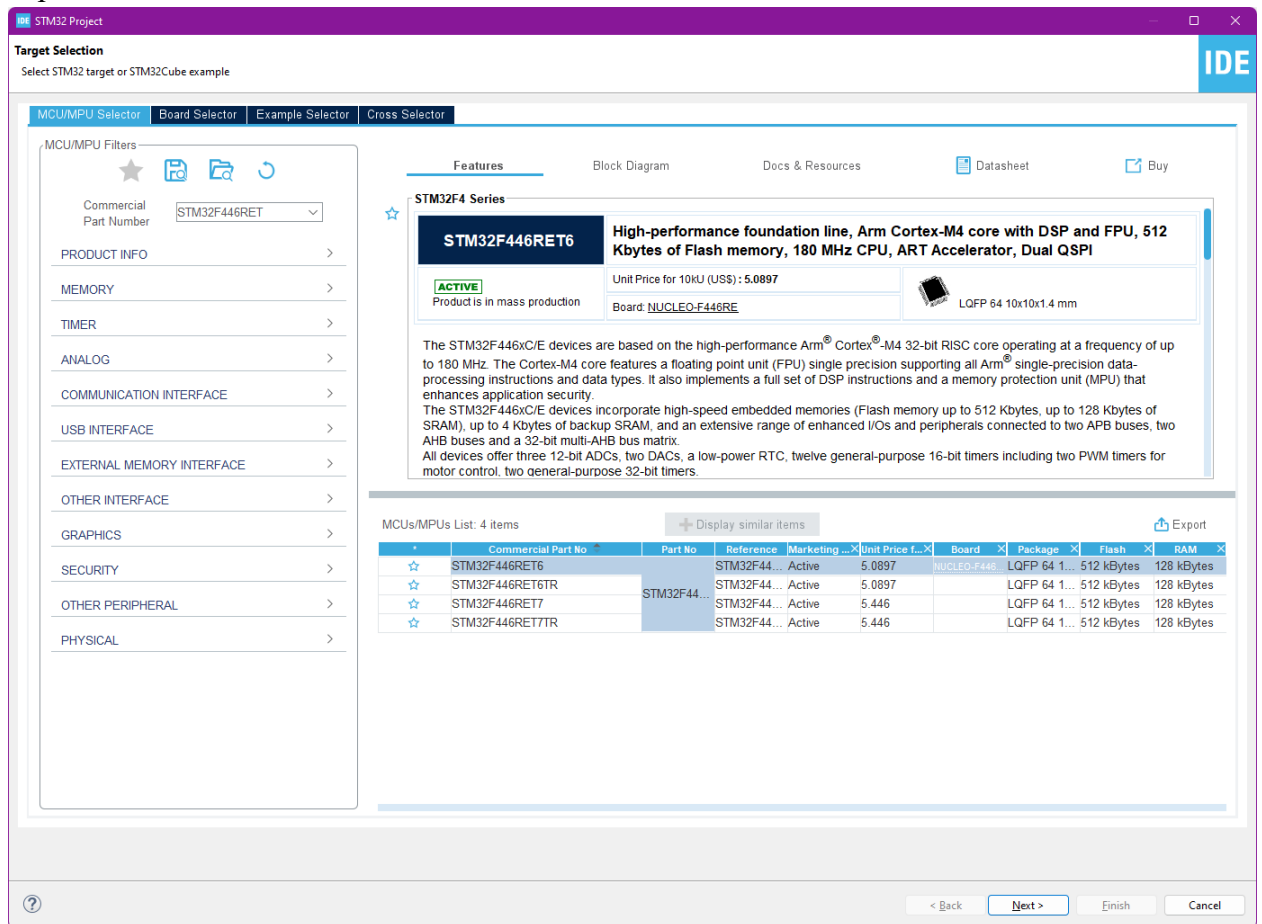 IDE STM32 Project
Target Selection
Select STM32 target or STM32Cube example
IDE
MCU/MPU Selector Board Selector Example Selector Cross Selector
MCU/MPU Filters
Commercial
Part Number
STM32F446RET
PRODUCT INFO
MEMORY
TIMER
ANALOG
COMMUNICATION INTERFACE
USB INTERFACE
EXTERNAL MEMORY INTERFACE
OTHER INTERFACE
GRAPHICS
SECURITY
OTHER PERIPHERAL
PHYSICAL
Features Block Diagram Docs & Resources Datasheet Buy
STM32F4 Series
STM32F446RET6
High-performance foundation line, Arm Cortex-M4 core with DSP and FPU, 512
Kbytes of Flash memory, 180 MHz CPU, ART Accelerator, Dual QSPI
ACTIVE
Product is in mass production
Unit Price for 10kU (US$) : 5.0897
Board: NUCLEO-F446RE
LQFP 64 10x10x1.4 mm
The STM32F446xC/E devices are based on the high-performance Arm® Cortex®-M4 32-bit RISC core operating at a frequency of up
to 180 MHz. The Cortex-M4 core features a floating point unit (FPU) single precision supporting all Arm® single-precision data-
processing instructions and data types. It also implements a full set of DSP instructions and a memory protection unit (MPU) that
enhances application security.
The STM32F446xC/E devices incorporate high-speed embedded memories (Flash memory up to 512 Kbytes, up to 128 Kbytes of
SRAM), up to 4 Kbytes of backup SRAM, and an extensive range of enhanced I/Os and peripherals connected to two APB buses, two
AHB buses and a 32-bit multi-AHB bus matrix.
All devices offer three 12-bit ADCs, two DACs, a low-power RTC, twelve general-purpose 16-bit timers including two PWM timers for
motor control, two general-purpose 32-bit timers.
MCUs/MPUs List: 4 items
Display similar items
Export
* Commercial Part No Part No Reference Marketing ... Unit Price f... Board Package Flash RAM
STM32F446RET6 STM32F44... Active 5.0897 NUCLEO-F446... LQFP 64 1... 512 kBytes 128 kBytes
STM32F446RET6TR STM32F44... Active 5.0897 LQFP 64 1... 512 kBytes 128 kBytes
STM32F44...
STM32F446RET7 STM32F44... Active 5.446 LQFP 64 1... 512 kBytes 128 kBytes
STM32F446RET7TR STM32F44... Active 5.446 LQFP 64 1... 512 kBytes 128 kBytes
?
< Back Next > Finish Cancel